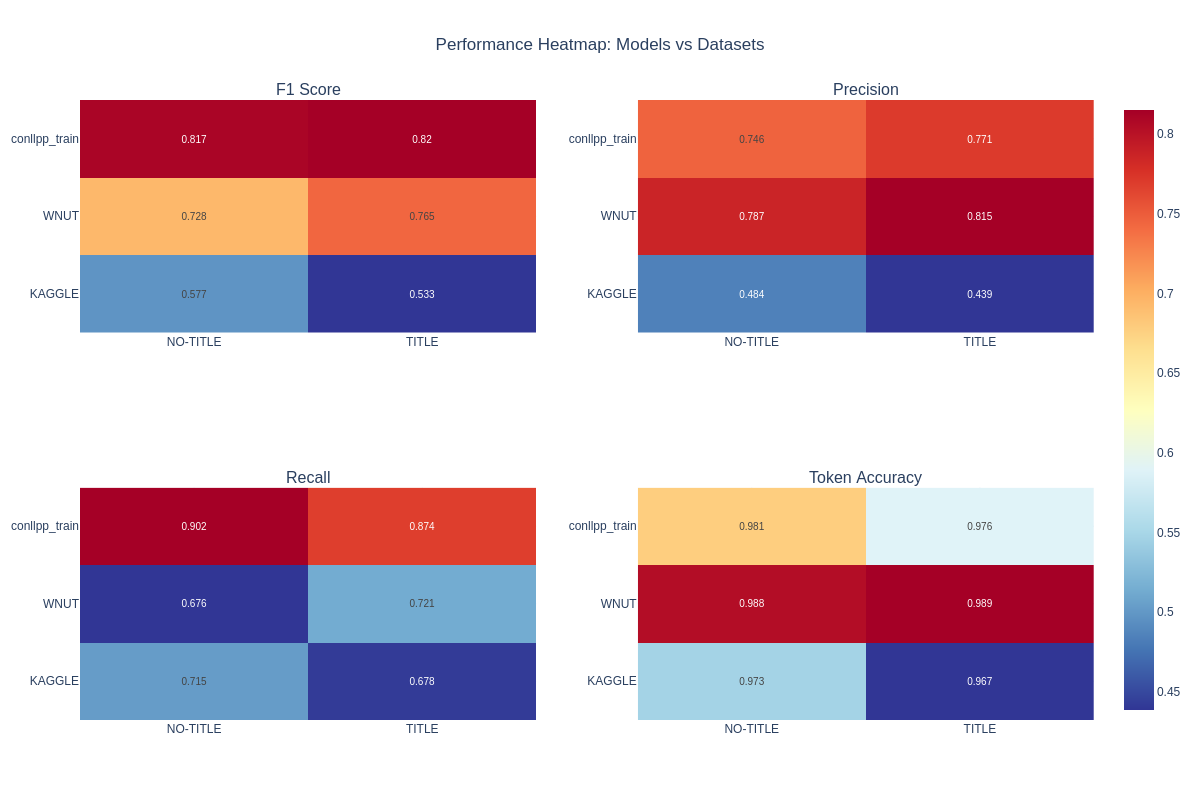 Performance Heatmap: Models vs Datasets
F1 Score
conllpp_train 0.817 0.82
WNUT 0.728 0.765
KAGGLE 0.577 0.533
NO-TITLE TITLE
Precision
conllpp_train 0.746 0.771
WNUT 0.787 0.815
KAGGLE 0.484 0.439
NO-TITLE TITLE
0.8
0.75
0.7
0.65
0.6
0.55
0.5
0.45
Recall
conllpp_train 0.902 0.874
WNUT 0.676 0.721
KAGGLE 0.715 0.678
NO-TITLE TITLE
Token Accuracy
conllpp_train 0.981 0.976
WNUT 0.988 0.989
KAGGLE 0.973 0.967
NO-TITLE TITLE